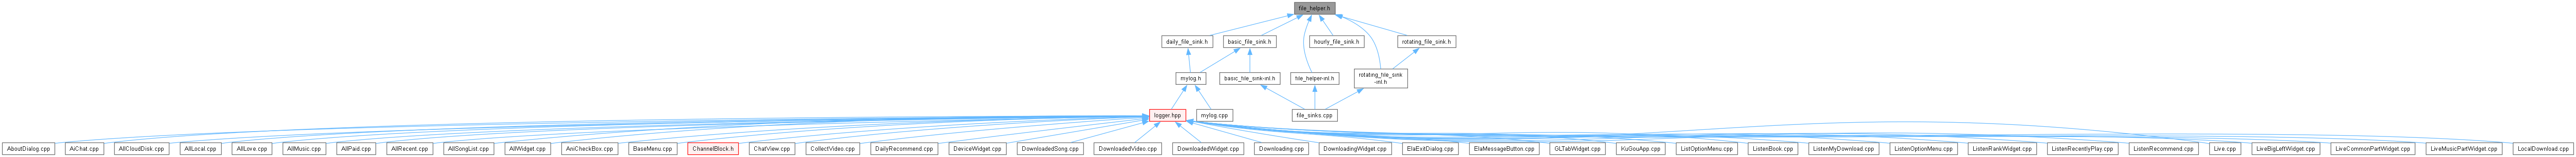 file_helper.h
daily_file_sink.h
basic_file_sink.h
hourly_file_sink.h
rotating_file_sink.h
mylog.h
basic_file_sink-inl.h
file_helper-inl.h
rotating_file_sink
-inl.h
logger.hpp
mylog.cpp
file_sinks.cpp
AboutDialog.cpp
AiChat.cpp
AllCloudDisk.cpp
AllLocal.cpp
AllLove.cpp
AllMusic.cpp
AllPaid.cpp
AllRecent.cpp
AllSongList.cpp
AllWidget.cpp
AniCheckBox.cpp
BaseMenu.cpp
ChannelBlock.h
ChatView.cpp
CollectVideo.cpp
DailyRecommend.cpp
DeviceWidget.cpp
DownloadedSong.cpp
DownloadedVideo.cpp
DownloadedWidget.cpp
Downloading.cpp
DownloadingWidget.cpp
ElaExitDialog.cpp
ElaMessageButton.cpp
GLTabWidget.cpp
KuGouApp.cpp
ListOptionMenu.cpp
ListenBook.cpp
ListenMyDownload.cpp
ListenOptionMenu.cpp
ListenRankWidget.cpp
ListenRecentlyPlay.cpp
ListenRecommend.cpp
Live.cpp
LiveBigLeftWidget.cpp
LiveCommonPartWidget.cpp
LiveMusicPartWidget.cpp
LocalDownload.cpp